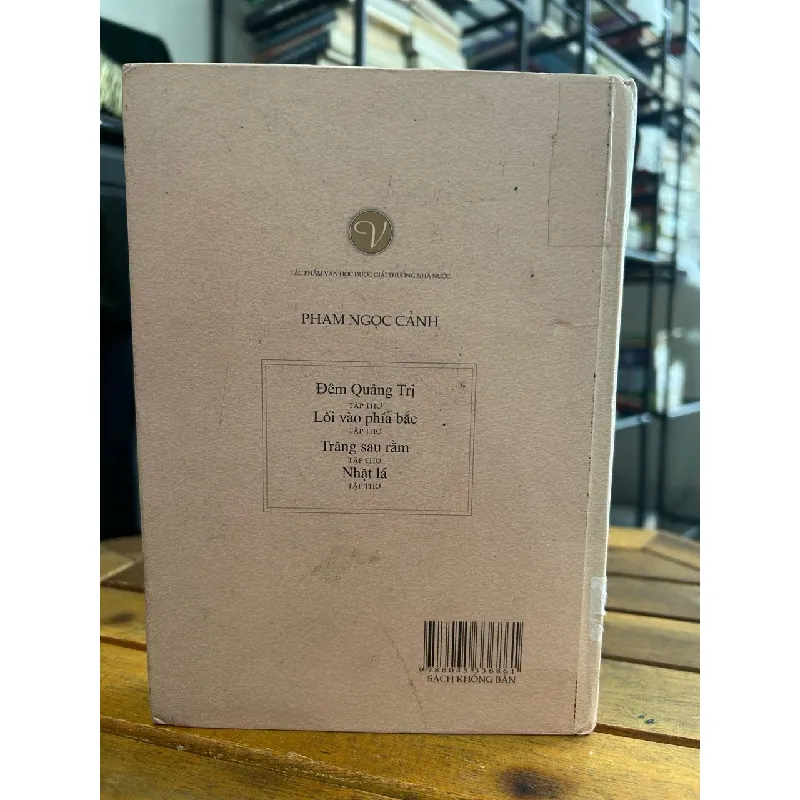 V
TÁC PHẨM VĂN HỌC ĐƯỢC GIẢI THƯỞNG NHÀ NƯỚC
PHẠM NGỌC CẢNH
Đêm Quảng Trị
TẬP THƠ
Lối vào phía bắc
TẬP THƠ
Trăng sau rằm
TẬP THƠ
Nhặt lá
TẬP THƠ
SÁCH KHÔNG BÁN